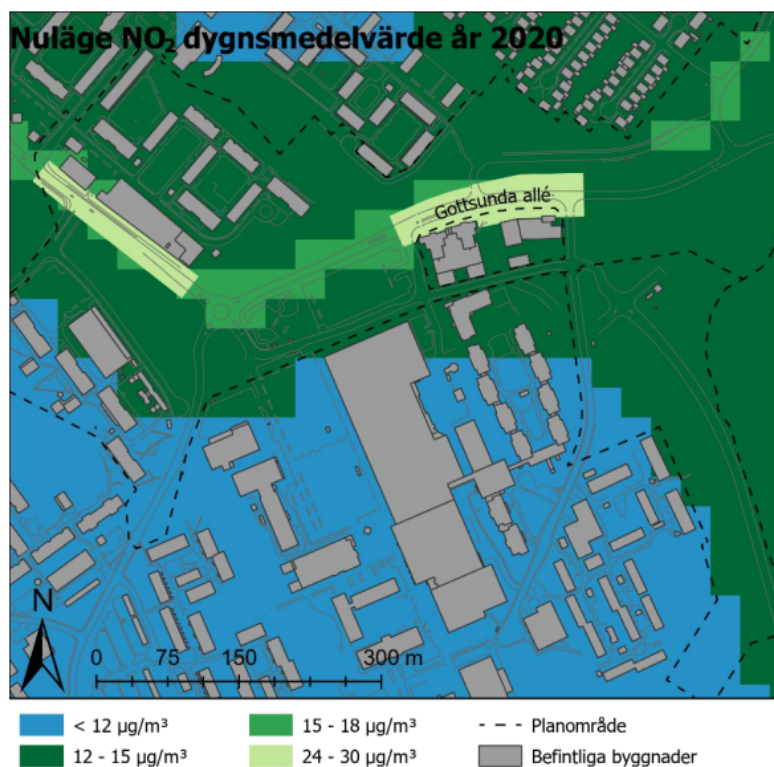 Nuläge NO₂ dygnsmedelvärde år 2020
Gottsunda allé
N
0 75 150 300 m
< 12 µg/m³
15 - 18 µg/m³
Planområde
12 - 15 µg/m³
24 - 30 µg/m³
Befintliga byggnader